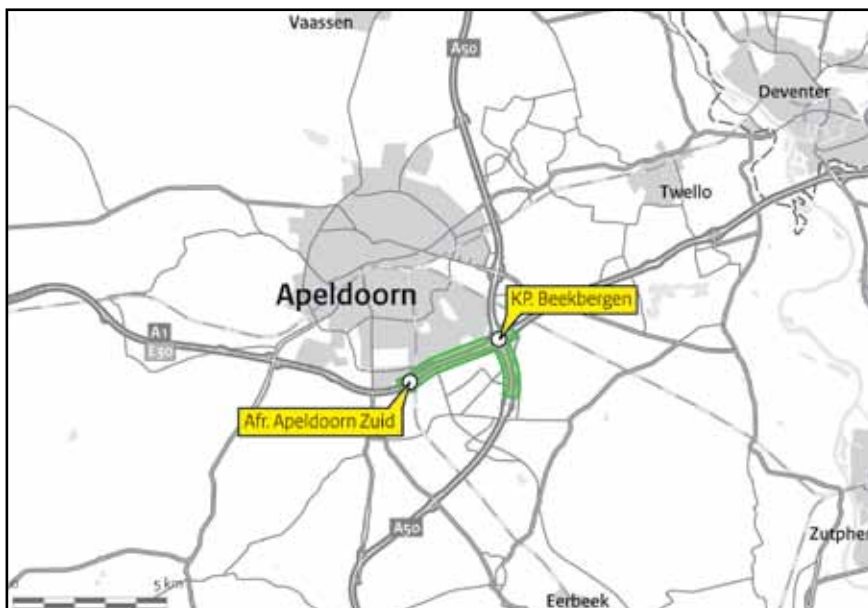 Vaassen
A50
Deventer
Twello
Apeldoorn
KP. Beekbergen
A1
E30
Afr. Apeldoorn Zuid
A50
Zutphen
5 km
Eerbeek